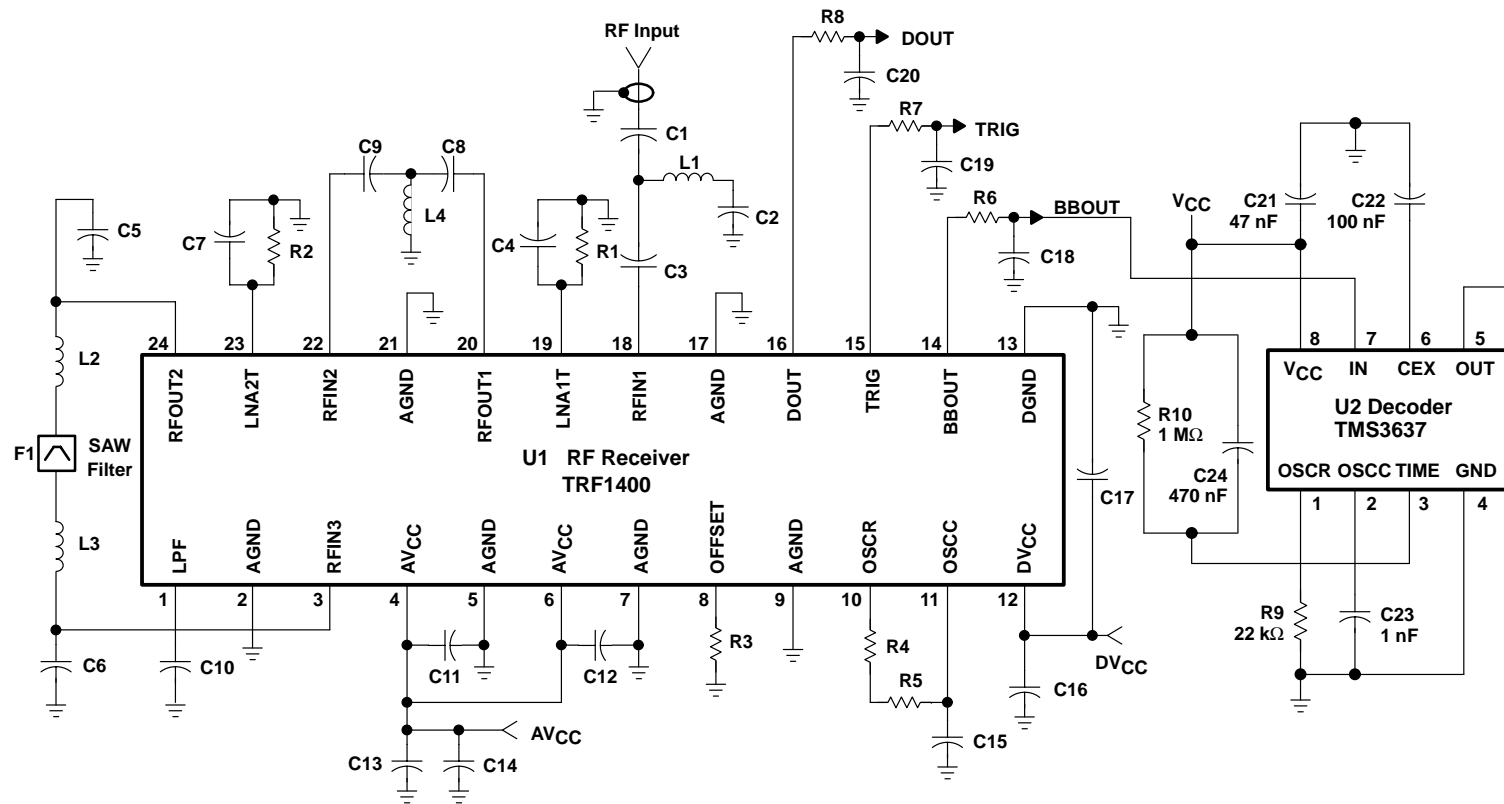 R8
RF Input
DOUT
C20
R7
C1
TRIG
C9
C8
C19
L1
R6
VCC
C21
47 nF
C22
100 nF
BBOUT
L4
C2
C5
C7
R2
C4
R1
C3
C18
24 23 22 21 20 19 18 17 16 15 14 13
8 7 6 5
L2
RFOUT2
LNA2T
RFIN2
AGND
RFOUT1
LNA1T
RFIN1
AGND
DOUT
TRIG
BBOUT
DGND
VCC IN CEX OUT
U2 Decoder
TMS3637
R10
1 MΩ
F1
SAW
Filter
U1 RF Receiver
TRF1400
C17
C24
470 nF
OSCR OSCC TIME GND
1 2 3 4
L3
LPF
AGND
RFIN3
AVCC
AGND
AVCC
AGND
OFFSET
AGND
OSCR
OSCC
DVCC
1 2 3 4 5 6 7 8 9 10 11 12
R9
22 kΩ
C23
1 nF
C6
C10
C11
C12
R3
R4
R5
C16
DVCC
AVCC
C13
C14
C15